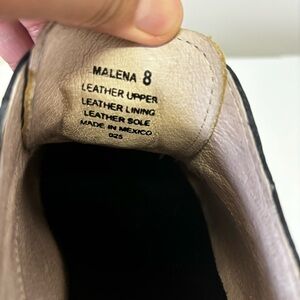 MALENA 8
LEATHER UPPER
LEATHER LINING
LEATHER SOLE
MADE IN MEXICO
025